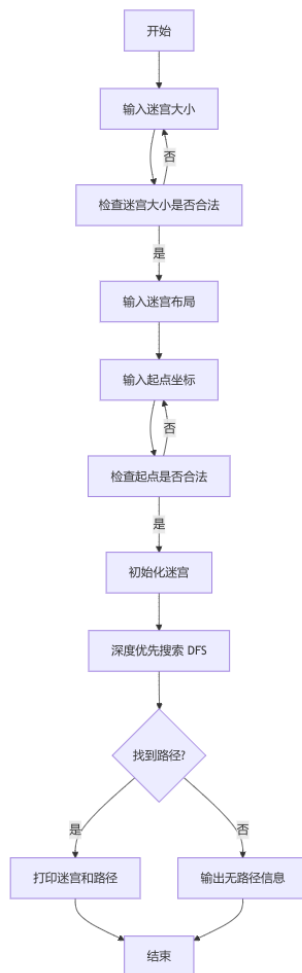 开始
输入迷宫大小
否
检查迷宫大小是否合法
是
输入迷宫布局
输入起点坐标
否
检查起点是否合法
是
初始化迷宫
深度优先搜索 DFS
找到路径?
是
否
打印迷宫和路径
输出无路径信息
结束